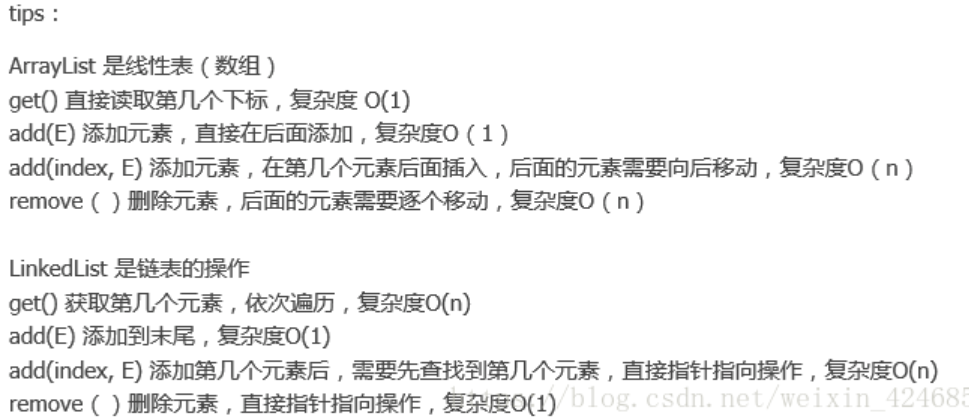 tips：
ArrayList 是线性表（数组）
get() 直接读取第几个下标，复杂度 O(1)
add(E) 添加元素，直接在后面添加，复杂度O（1）
add(index, E) 添加元素，在第几个元素后面插入，后面的元素需要向后移动，复杂度O（n）
remove（）删除元素，后面的元素需要逐个移动，复杂度O（n）
LinkedList 是链表的操作
get() 获取第几个元素，依次遍历，复杂度O(n)
add(E) 添加到末尾，复杂度O(1)
add(index, E) 添加第几个元素后，需要先查找到第几个元素，直接指针指向操作，复杂度O(n)
remove（）删除元素，直接指针指向操作，复杂度O(1)
https://blog.csdn.net/weixin_424685